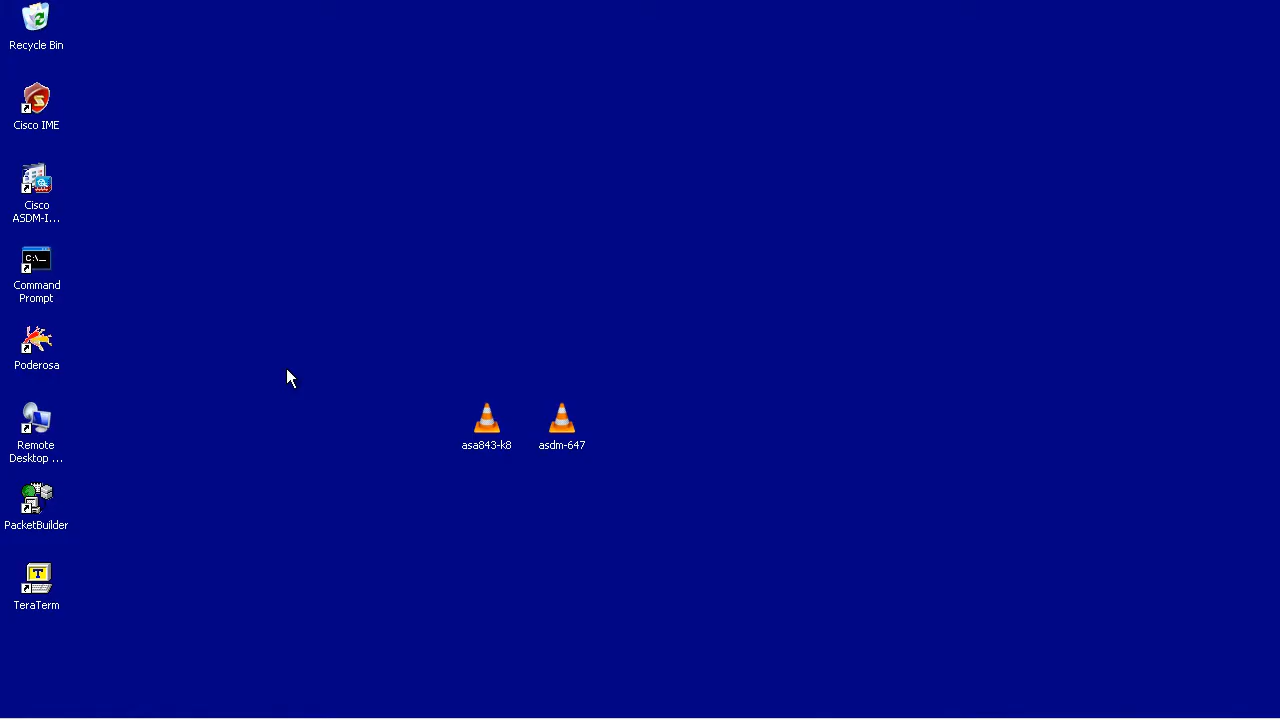 Recycle Bin
Cisco IME
Cisco
ASDM-I...
Command
Prompt
Poderosa
Remote
Desktop ...
PacketBuilder
TeraTerm
asa843-k8
asdm-647